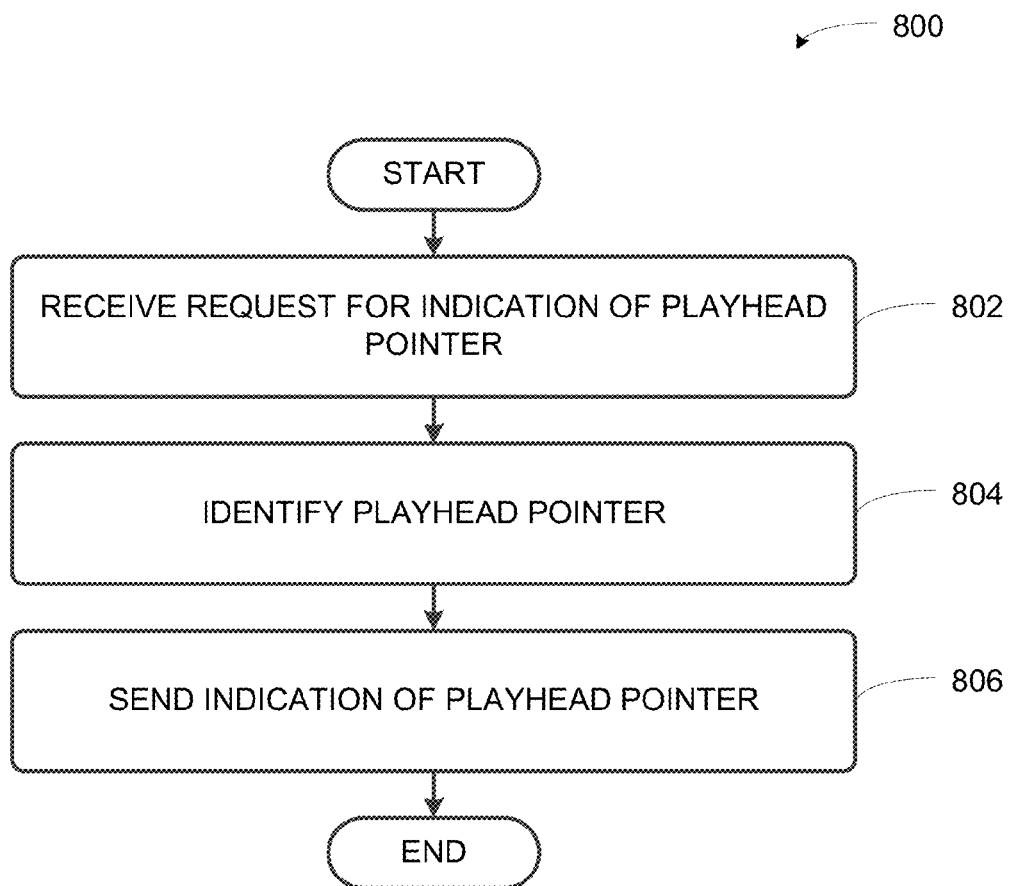 800
START
RECEIVE REQUEST FOR INDICATION OF PLAYHEAD
POINTER
802
IDENTIFY PLAYHEAD POINTER
804
SEND INDICATION OF PLAYHEAD POINTER
806
END